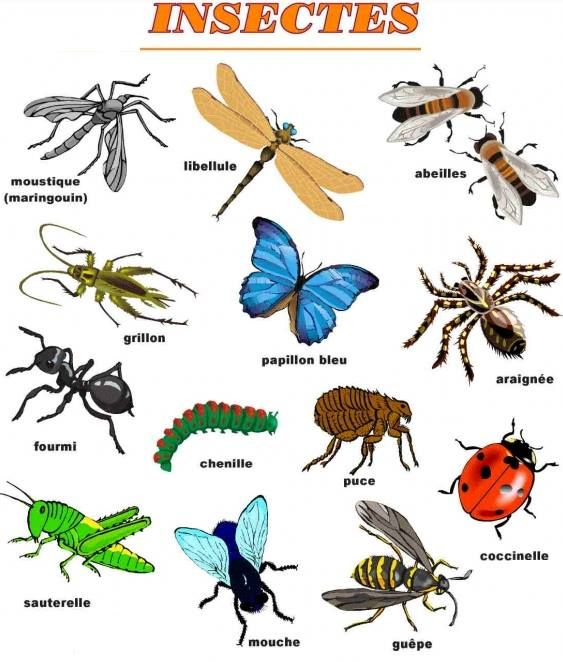 INSECTES
moustique
(maringouin)
libellule
abeilles
grillon
papillon bleu
araignée
fourmi
chenille
puce
coccinelle
sauterelle
mouche
guêpe